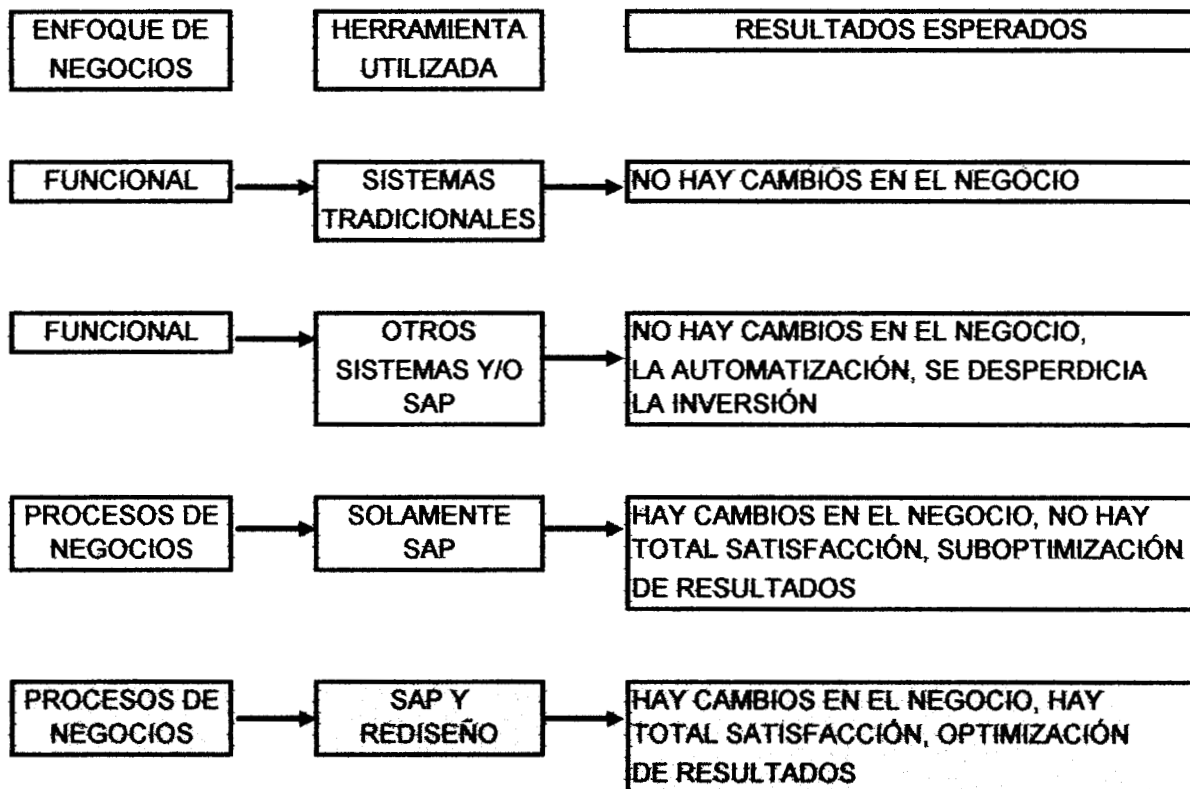 ENFOQUE DE
NEGOCIOS
HERRAMIENTA
UTILIZADA
RESULTADOS ESPERADOS
FUNCIONAL
SISTEMAS
TRADICIONALES
NO HAY CAMBIOS EN EL NEGOCIO
FUNCIONAL
OTROS
SISTEMAS Y/O
SAP
NO HAY CAMBIOS EN EL NEGOCIO,
LA AUTOMATIZACIÓN, SE DESPERDICIA
LA INVERSIÓN
PROCESOS DE
NEGOCIOS
SOLAMENTE
SAP
HAY CAMBIOS EN EL NEGOCIO, NO HAY
TOTAL SATISFACCIÓN, SUBOPTIMIZACIÓN
DE RESULTADOS
PROCESOS DE
NEGOCIOS
SAP Y
REDISEÑO
HAY CAMBIOS EN EL NEGOCIO, HAY
TOTAL SATISFACCIÓN, OPTIMIZACIÓN
DE RESULTADOS